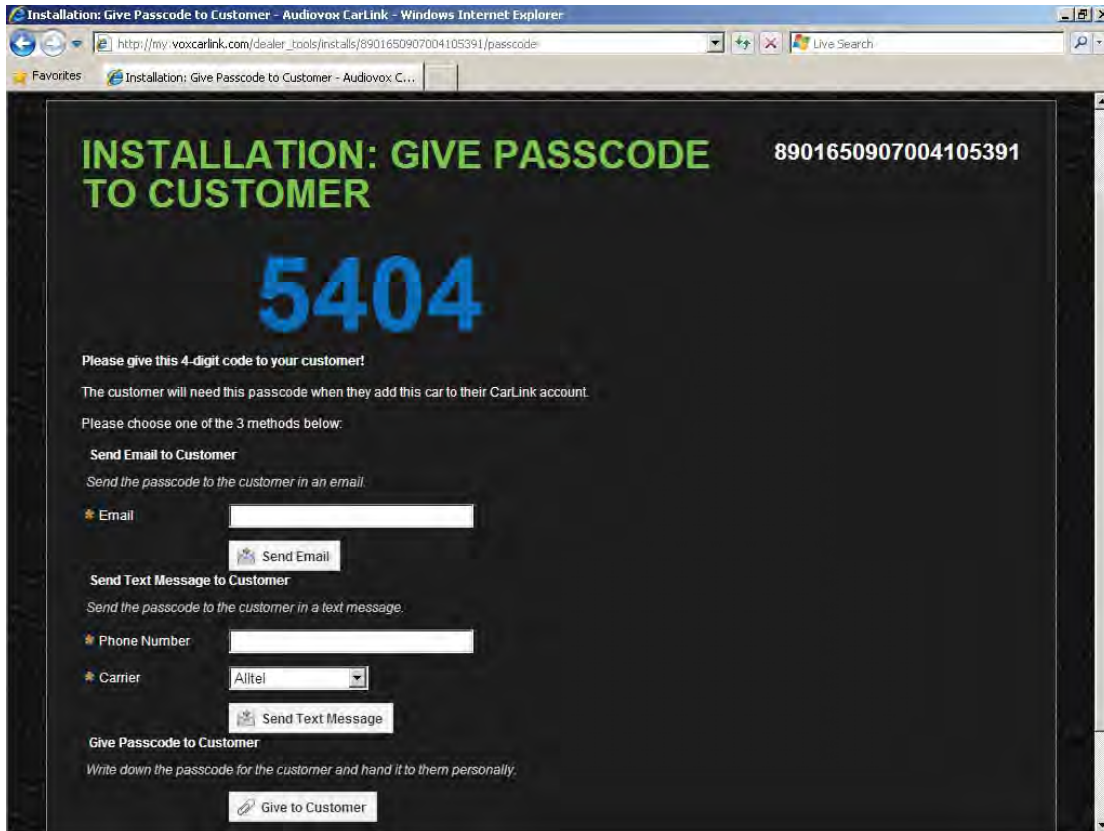 Installation: Give Passcode to Customer - Audiovox CarLink - Windows Internet Explorer
http://my.voxcarlink.com/dealer_tools/installs/8901650907004105391/passcode
Live Search
Favorites
Installation: Give Passcode to Customer - Audiovox C...
INSTALLATION: GIVE PASSCODE
TO CUSTOMER
8901650907004105391
5404
Please give this 4-digit code to your customer!
The customer will need this passcode when they add this car to their CarLink account.
Please choose one of the 3 methods below:
Send Email to Customer
Send the passcode to the customer in an email.
* Email
Send Email
Send Text Message to Customer
Send the passcode to the customer in a text message.
* Phone Number
* Carrier
Alltel
Send Text Message
Give Passcode to Customer
Write down the passcode for the customer and hand it to them personally.
Give to Customer